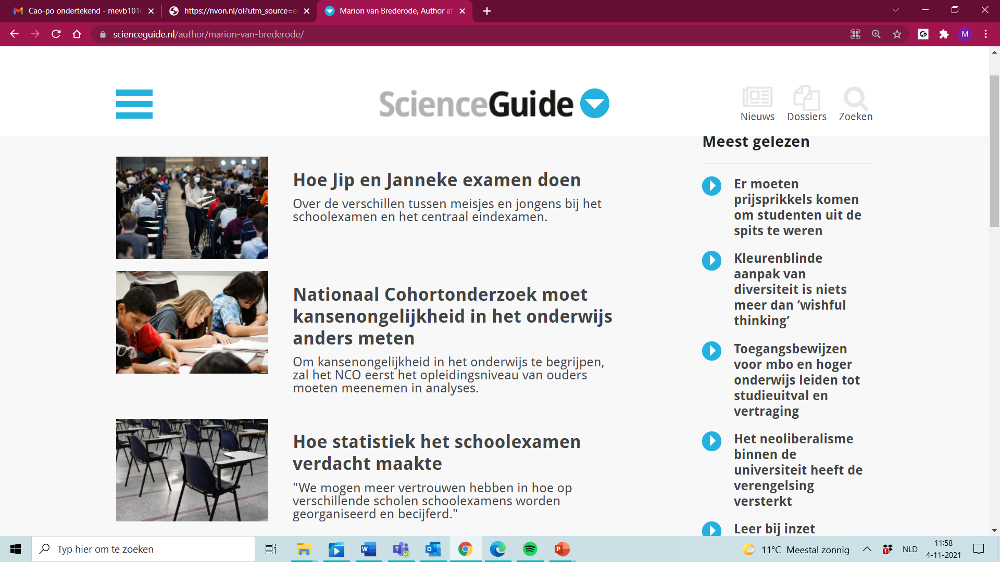 Cao-po ondertekend - mevb101
https://nvon.nl/ol?utm_source=e
Marion van Brederode, Author at
scienceguide.nl/author/marion-van-brederode/
M
ScienceGuide
Nieuws
Dossiers
Zoeken
Hoe Jip en Janneke examen doen
Over de verschillen tussen meisjes en jongens bij het
schoolexamen en het centraal eindexamen.
Nationaal Cohortonderzoek moet
kansenongelijkheid in het onderwijs
anders meten
Om kansenongelijkheid in het onderwijs te begrijpen,
zal het NCO eerst het opleidingsniveau van ouders
moeten meenemen in analyses.
Hoe statistiek het schoolexamen
verdacht maakte
"We mogen meer vertrouwen hebben in hoe op
verschillende scholen schoolexamens worden
georganiseerd en becijferd."
Meest gelezen
Er moeten
prijsprikkels komen
om studenten uit de
spits te weren
Kleurenblinde
aanpak van
diversiteit is niets
meer dan ‘wishful
thinking’
Toegangsbewijzen
voor mbo en hoger
onderwijs leiden tot
studieuitval en
vertraging
Het neoliberalisme
binnen de
universiteit heeft de
verengelsing
versterkt
Leer bij inzet
Typ hier om te zoeken
11°C Meestal zonnig
1
NLD
11:58
4-11-2021